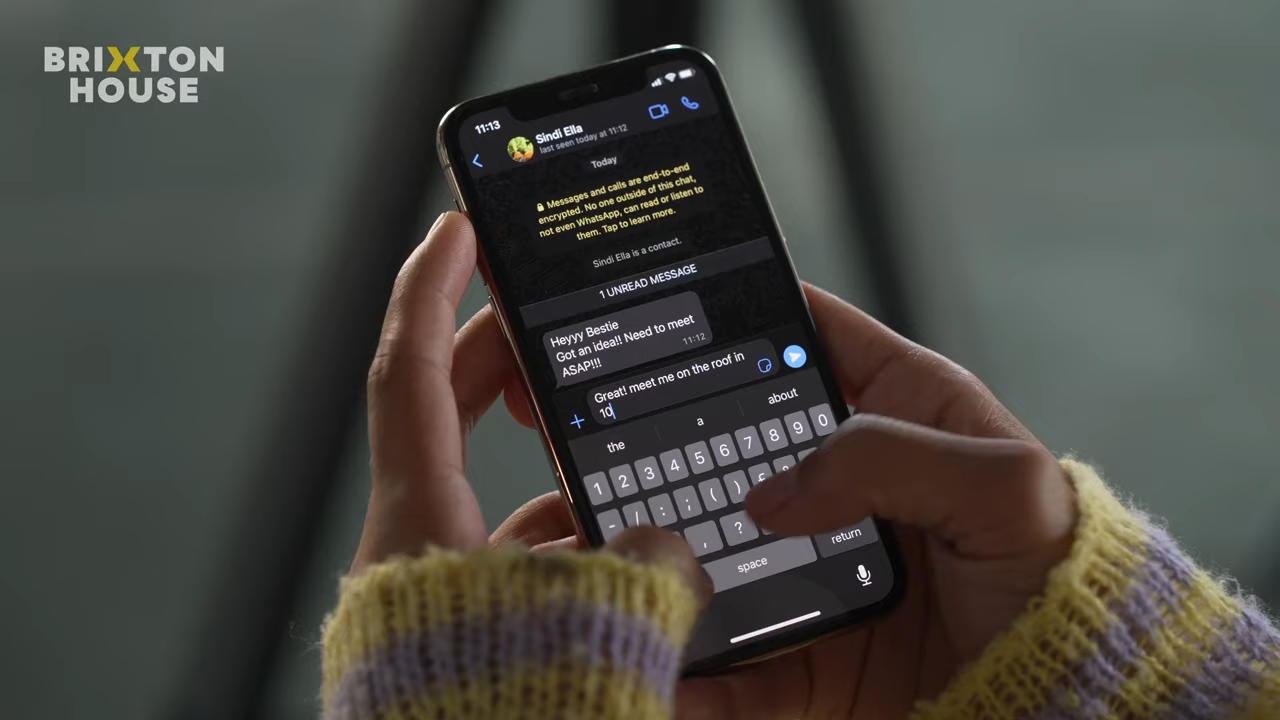 BRIXTON
HOUSE
11:13
Sindi Ella
last seen today at 11:12
Today
Messages and calls are end-to-end
encrypted. No one outside of this chat,
not even WhatsApp, can read or listen to
them. Tap to learn more.
Sindi Ella is a contact.
1 UNREAD MESSAGE
Heyyy Bestie
Got an idea!! Need to meet
ASAP!!!
11:12
Great! meet me on the roof in
10
the a about
1 2 3 4 5 6 7 8 9 0
- / : ; ( ) £
, ?
space return